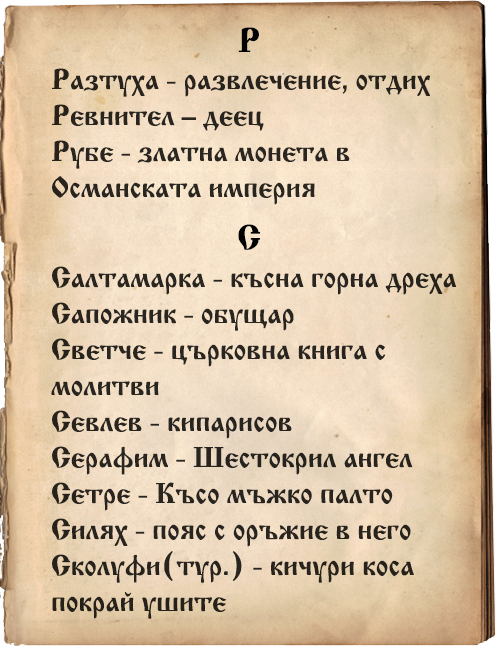 Р
Разтуха - развлечение, отдих
Ревнител – деец
Рубе - златна монета в
Османската империя
С
Салтамарка - късна горна дреха
Сапожник - обущар
Светче - църковна книга с
молитви
Севлев - кипарисов
Серафим - Шестокрил ангел
Сетре - Късо мъжко палто
Силях - пояс с оръжие в него
Сколуфи(тур.) - кичури коса
покрай ушите